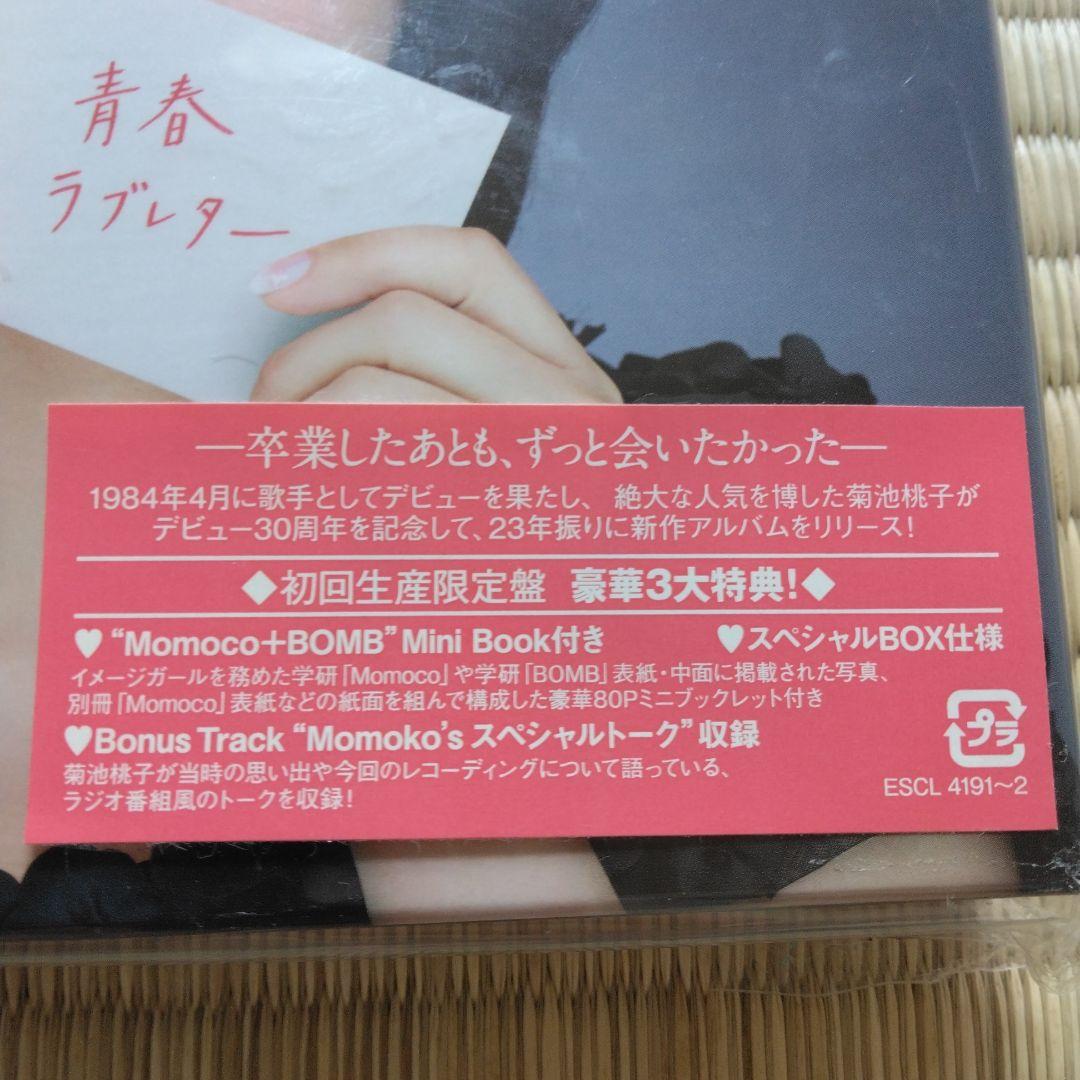 青春
ラブレター
―卒業したあとも、ずっと会いたかった―
1984年4月に歌手としてデビューを果たし、絶大な人気を博した菊池桃子が
デビュー30周年を記念して、23年振りに新作アルバムをリリース!
◆初回生産限定盤 豪華3大特典!◆
♥“Momoco+BOMB”Mini Book付き ♥スペシャルBOX仕様
イメージガールを務めた学研「Momoco」や学研「BOMB」表紙・中面に掲載された写真、
別冊「Momoco」表紙などの紙面を組んで構成した豪華80Pミニブックレット付き
♥Bonus Track “Momoko's スペシャルトーク”収録
菊池桃子が当時の思い出や今回のレコーディングについて語っている、
ラジオ番組風のトークを収録!
プラ
ESCL 4191~2